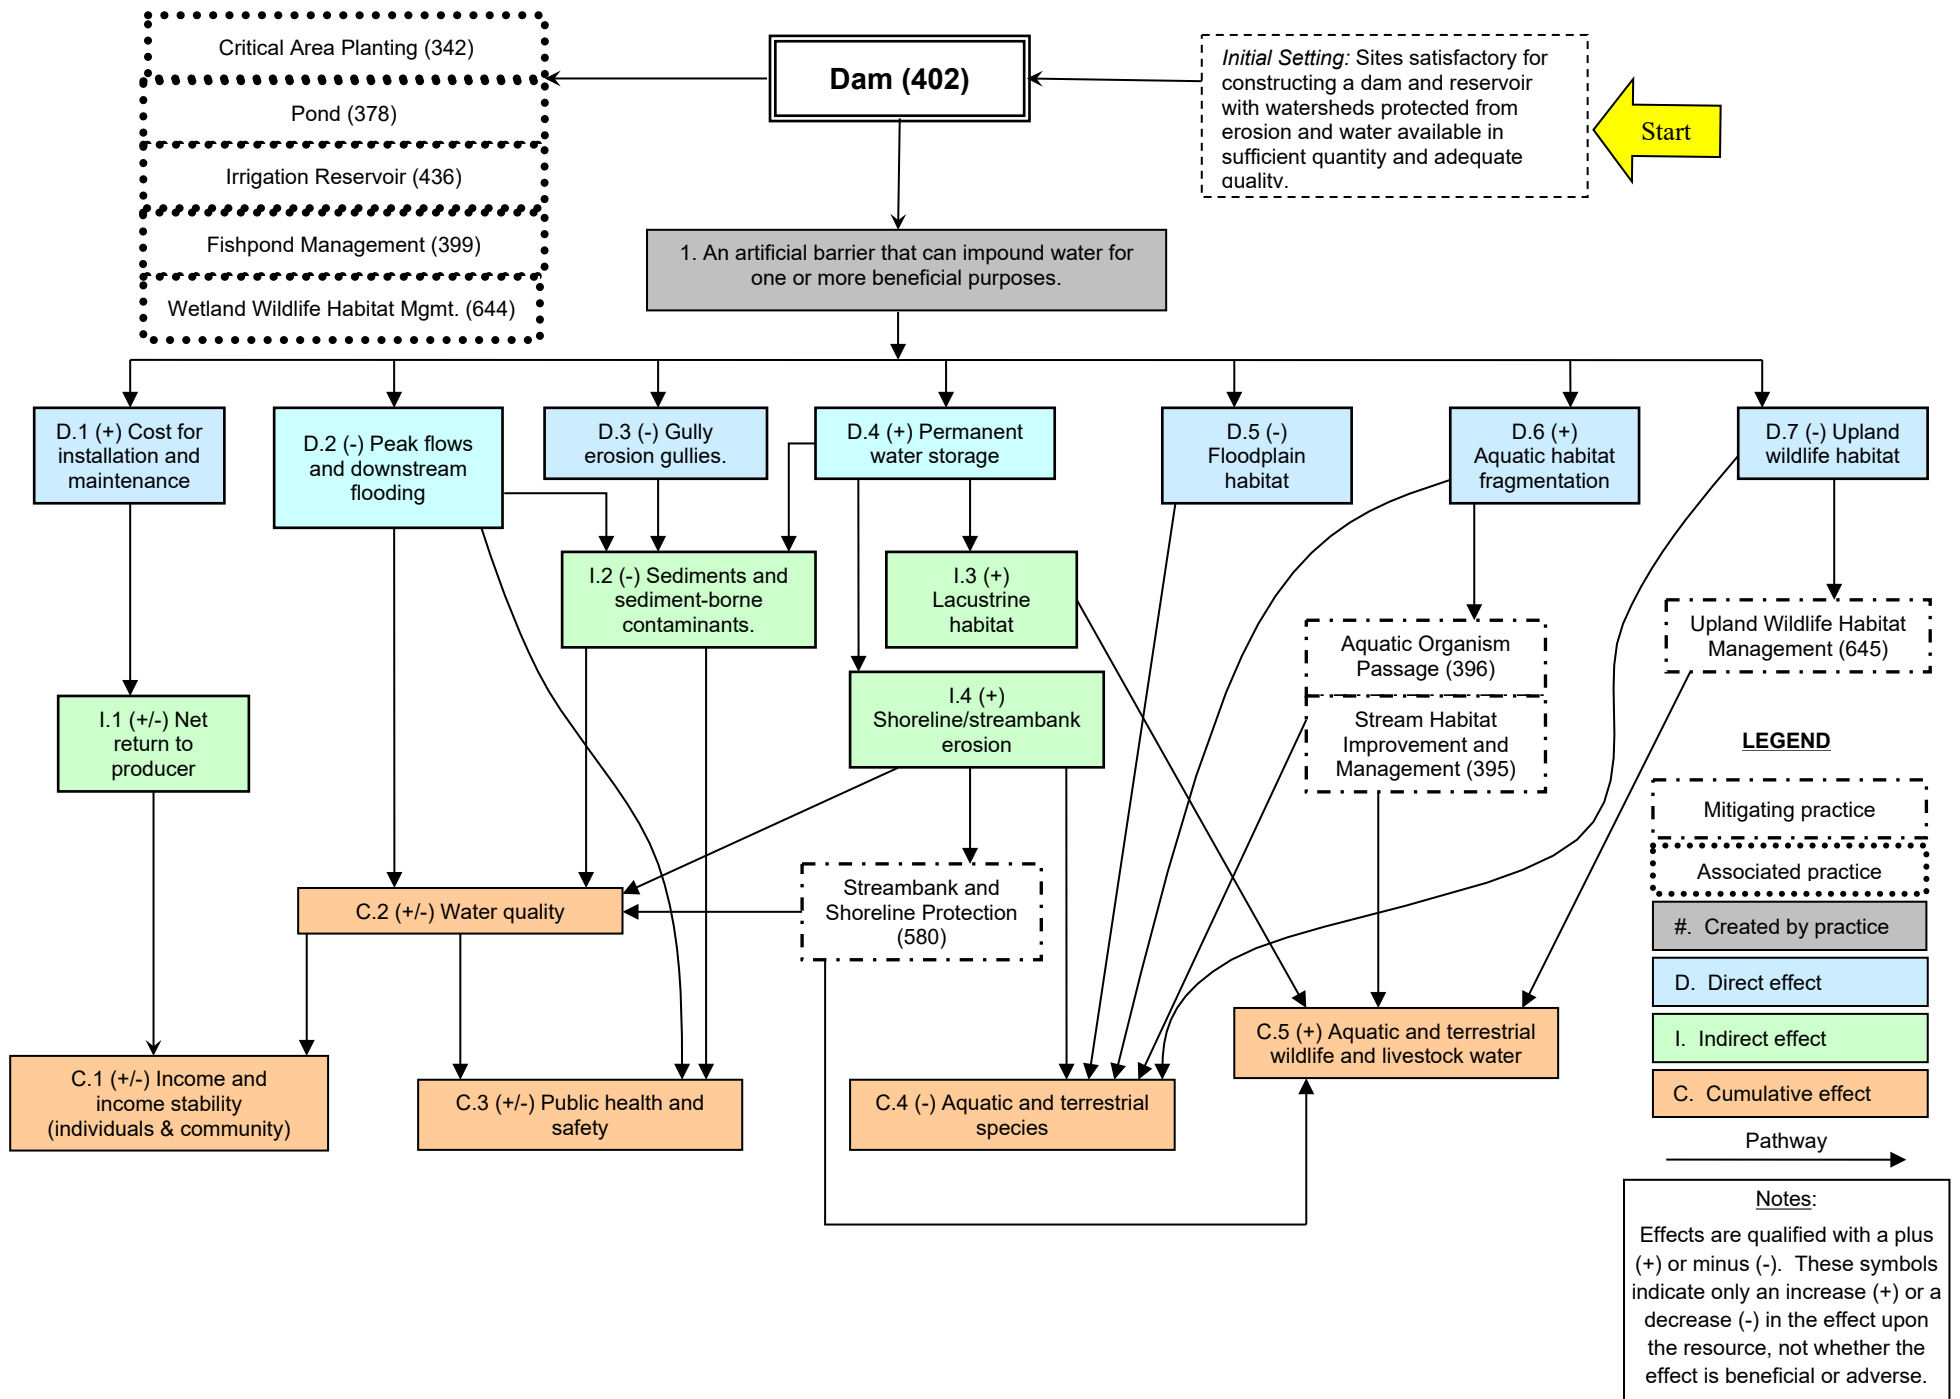 Critical Area Planting (342)
Pond (378)
Irrigation Reservoir (436)
Fishpond Management (399)
Wetland Wildlife Habitat Mgmt. (644)
Dam (402)
Initial Setting: Sites satisfactory for
constructing a dam and reservoir
with watersheds protected from
erosion and water available in
sufficient quantity and adequate
quality.
Start
1. An artificial barrier that can impound water for
one or more beneficial purposes.
D.1 (+) Cost for
installation and
maintenance
D.2 (-) Peak flows
and downstream
flooding
D.3 (-) Gully
erosion gullies.
D.4 (+) Permanent
water storage
D.5 (-)
Floodplain
habitat
D.6 (+)
Aquatic habitat
fragmentation
D.7 (-) Upland
wildlife habitat
I.2 (-) Sediments and
sediment-borne
contaminants.
I.3 (+)
Lacustrine
habitat
Aquatic Organism
Passage (396)
Upland Wildlife Habitat
Management (645)
I.1 (+/-) Net
return to
producer
I.4 (+)
Shoreline/streambank
erosion
Stream Habitat
Improvement and
Management (395)
C.2 (+/-) Water quality
Streambank and
Shoreline Protection
(580)
C.1 (+/-) Income and
income stability
(individuals & community)
C.3 (+/-) Public health and
safety
C.4 (-) Aquatic and terrestrial
species
C.5 (+) Aquatic and terrestrial
wildlife and livestock water
LEGEND
Mitigating practice
Associated practice
#. Created by practice
D. Direct effect
I. Indirect effect
C. Cumulative effect
Pathway
Notes:
Effects are qualified with a plus
(+) or minus (-). These symbols
indicate only an increase (+) or a
decrease (-) in the effect upon
the resource, not whether the
effect is beneficial or adverse.